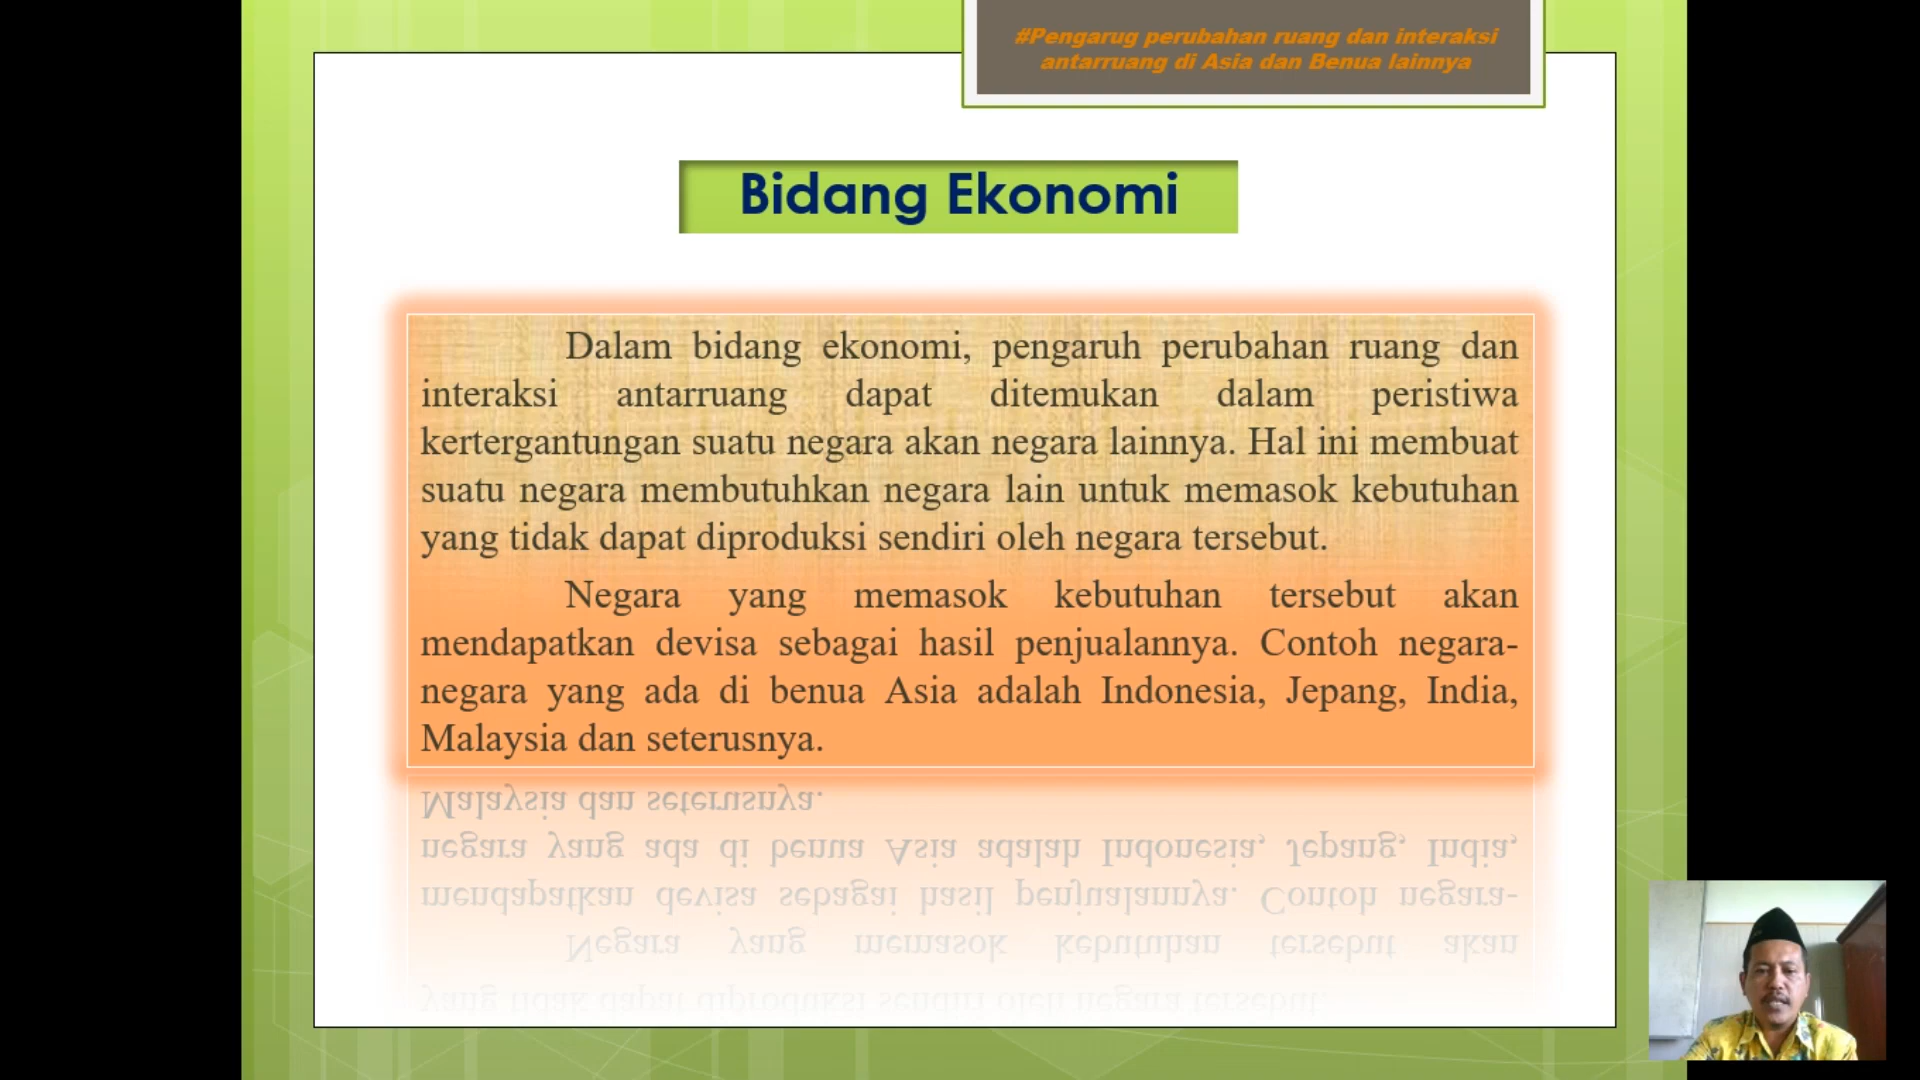 #Pengarug perubahan ruang dan interaksi
antarruang di Asia dan Benua lainnya
Bidang Ekonomi
Dalam bidang ekonomi, pengaruh perubahan ruang dan
interaksi antarruang dapat ditemukan dalam peristiwa
kertergantungan suatu negara akan negara lainnya. Hal ini membuat
suatu negara membutuhkan negara lain untuk memasok kebutuhan
yang tidak dapat diproduksi sendiri oleh negara tersebut.
Negara yang memasok kebutuhan tersebut akan
mendapatkan devisa sebagai hasil penjualannya. Contoh negara-
negara yang ada di benua Asia adalah Indonesia, Jepang, India,
Malaysia dan seterusnya.